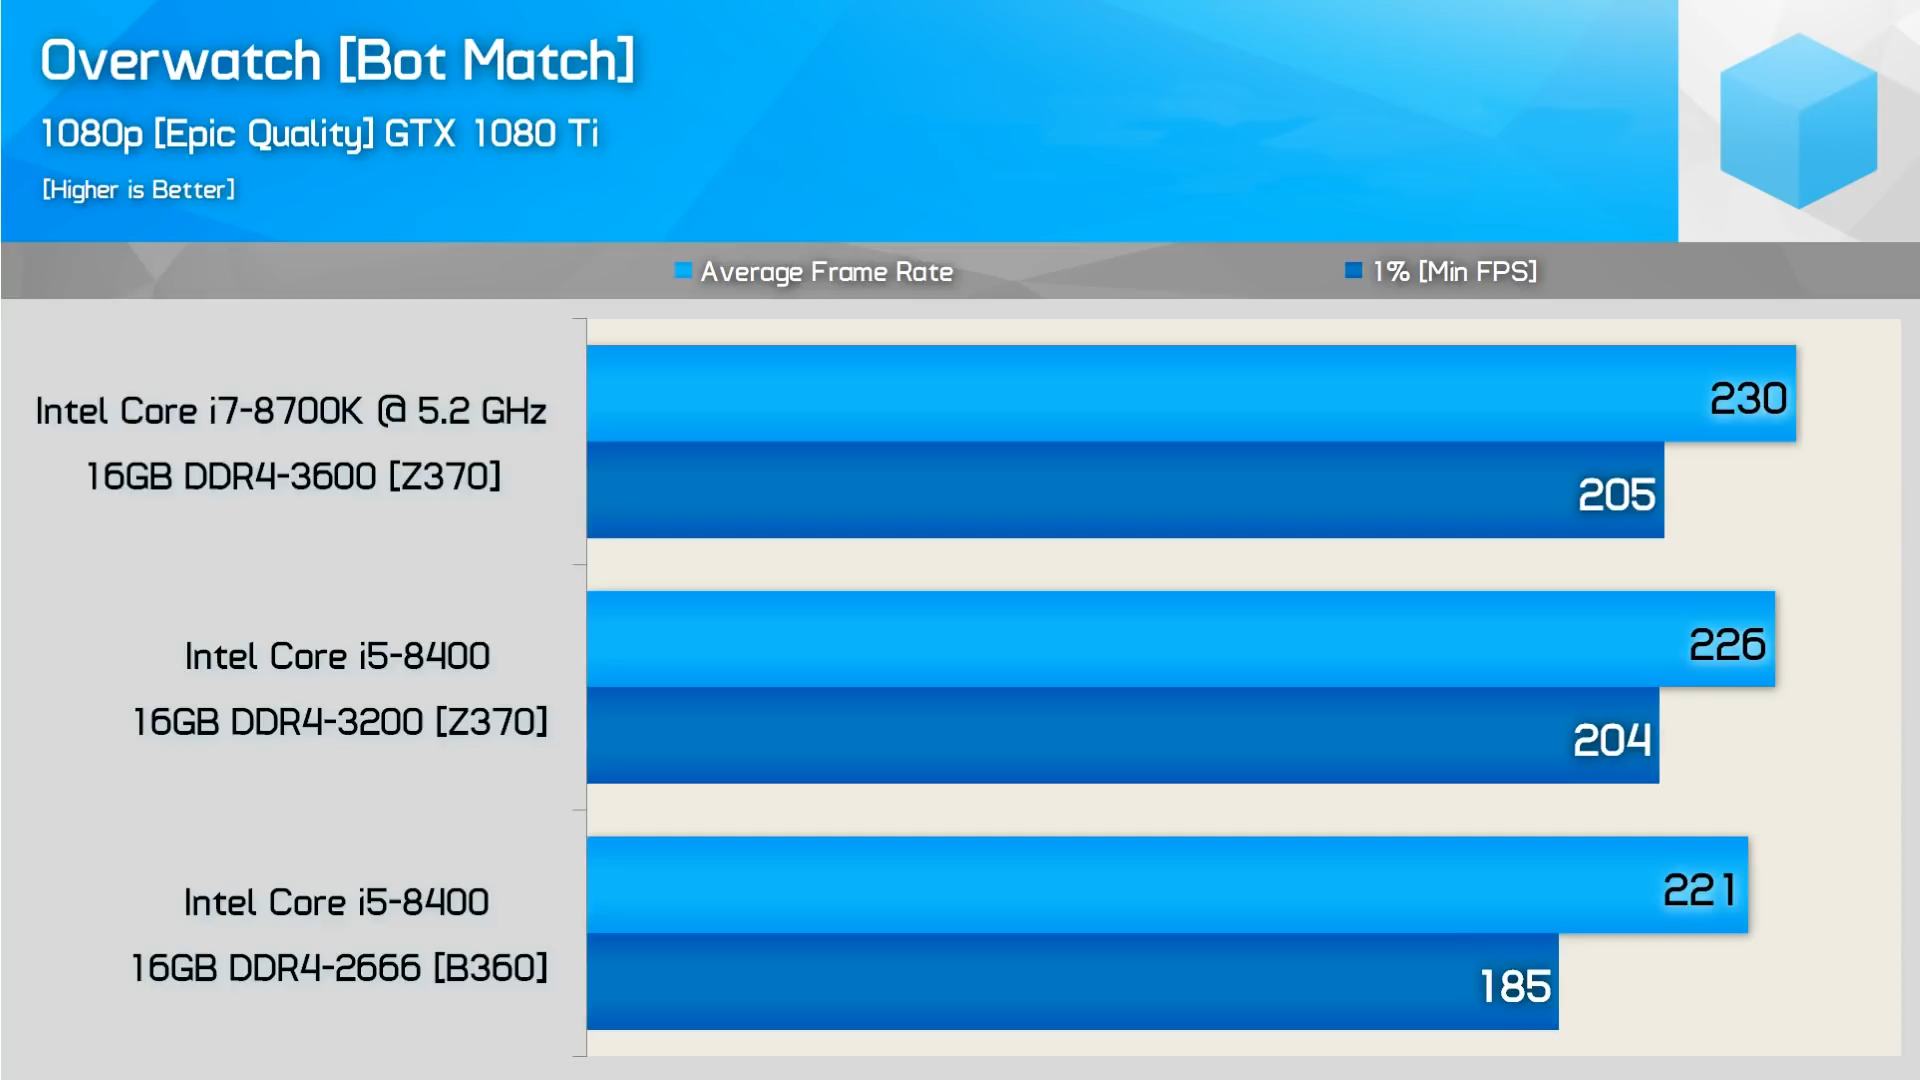 Overwatch [Bot Match]
1080p [Epic Quality] GTX 1080 Ti
[Higher is Better]
Average Frame Rate
1% [Min FPS]
Intel Core i7-8700K @ 5.2 GHz
16GB DDR4-3600 [Z370]
230
205
Intel Core i5-8400
16GB DDR4-3200 [Z370]
226
204
Intel Core i5-8400
16GB DDR4-2666 [B360]
221
185